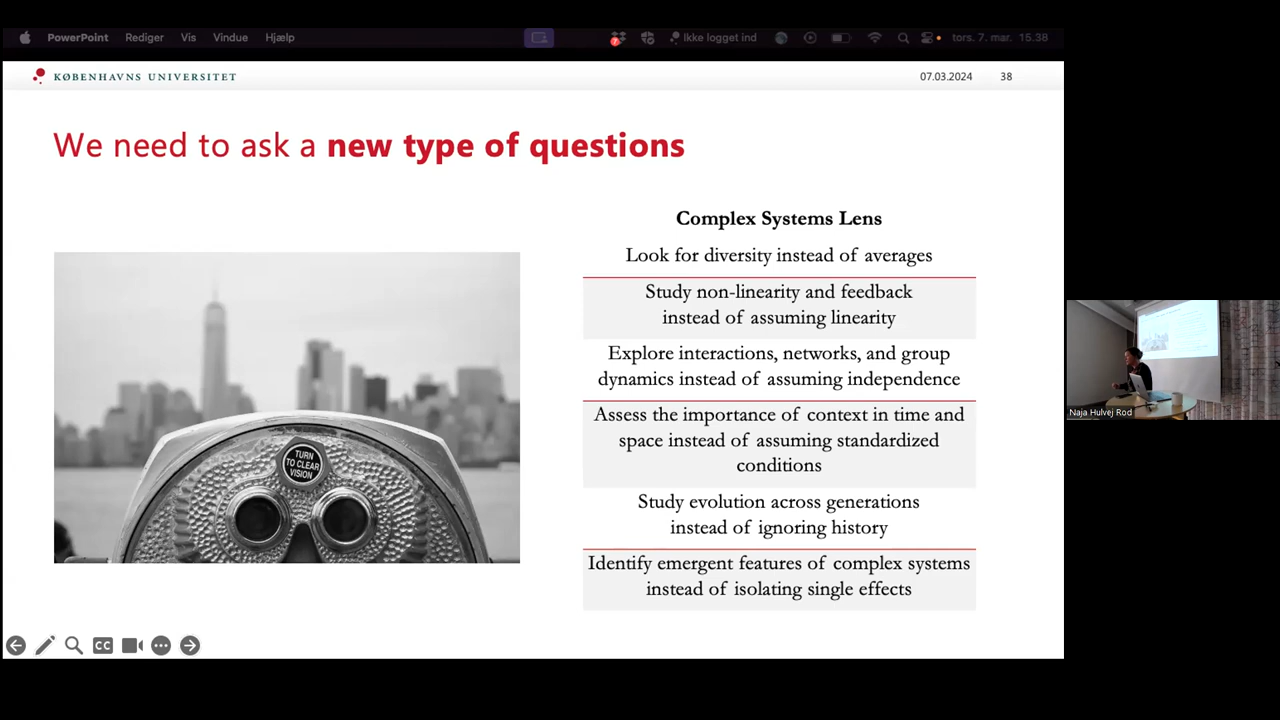 PowerPoint Rediger Vis Vindue Hjælp 7 Ikke logget ind tors. 7. mar. 15.38
KØBENHAVNS UNIVERSITET 07.03.2024 38
We need to ask a new type of questions
Complex Systems Lens
Look for diversity instead of averages
Study non-linearity and feedback
instead of assuming linearity
Explore interactions, networks, and group
dynamics instead of assuming independence
Assess the importance of context in time and
space instead of assuming standardized
conditions
Study evolution across generations
instead of ignoring history
Identify emergent features of complex systems
instead of isolating single effects
TURN
TO CLEAR
VISION
CC
Naja Hulvej Rod